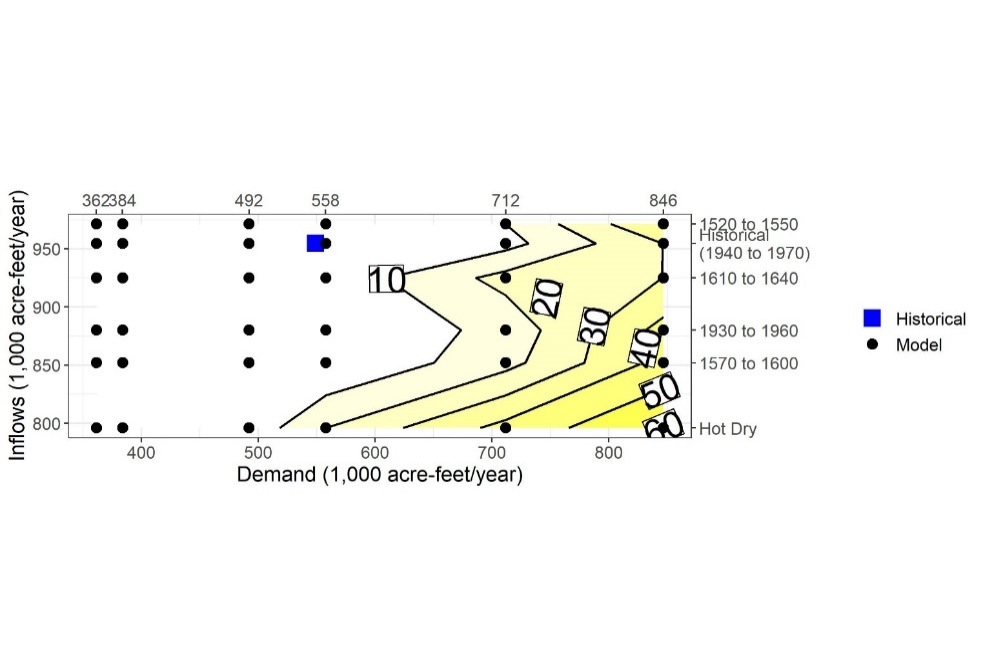 362 384 492 558 712 846
Inflows (1,000 acre-feet/year)
950
900
850
800
1520 to 1550
Historical
(1940 to 1970)
1610 to 1640
1930 to 1960
1570 to 1600
Hot Dry
10
20
30
40
50
60
400 500 600 700 800
Demand (1,000 acre-feet/year)
Historical
Model